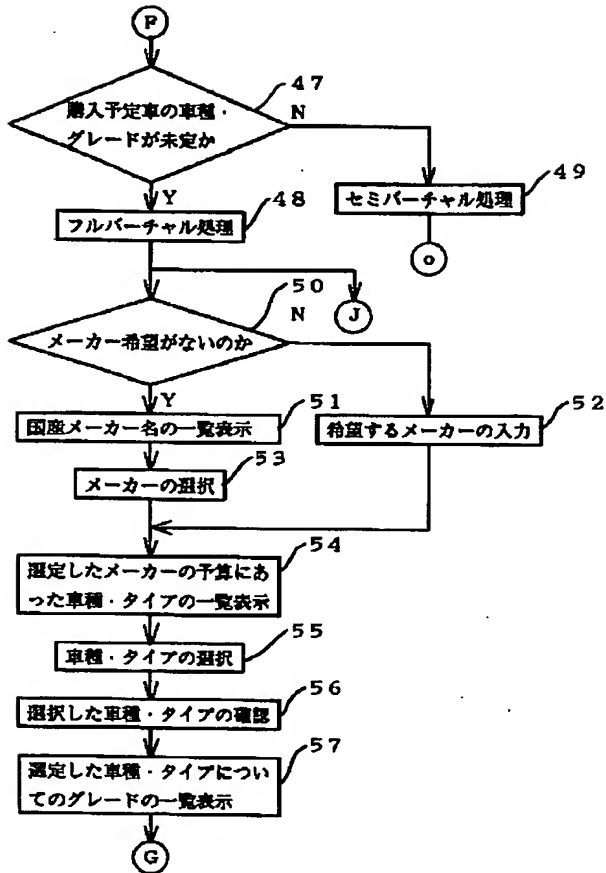 F
47
購入予定車の車種・
グレードが未定か
N
Y
49
セミバーチャル処理
o
48
フルバーチャル処理
J
50
メーカー希望がないのか
N
Y
51
国産メーカー名の一覧表示
52
希望するメーカーの入力
53
メーカーの選択
54
選定したメーカーの予算にあ
った車種・タイプの一覧表示
55
車種・タイプの選択
56
選択した車種・タイプの確認
57
選定した車種・タイプについ
てのグレードの一覧表示
G